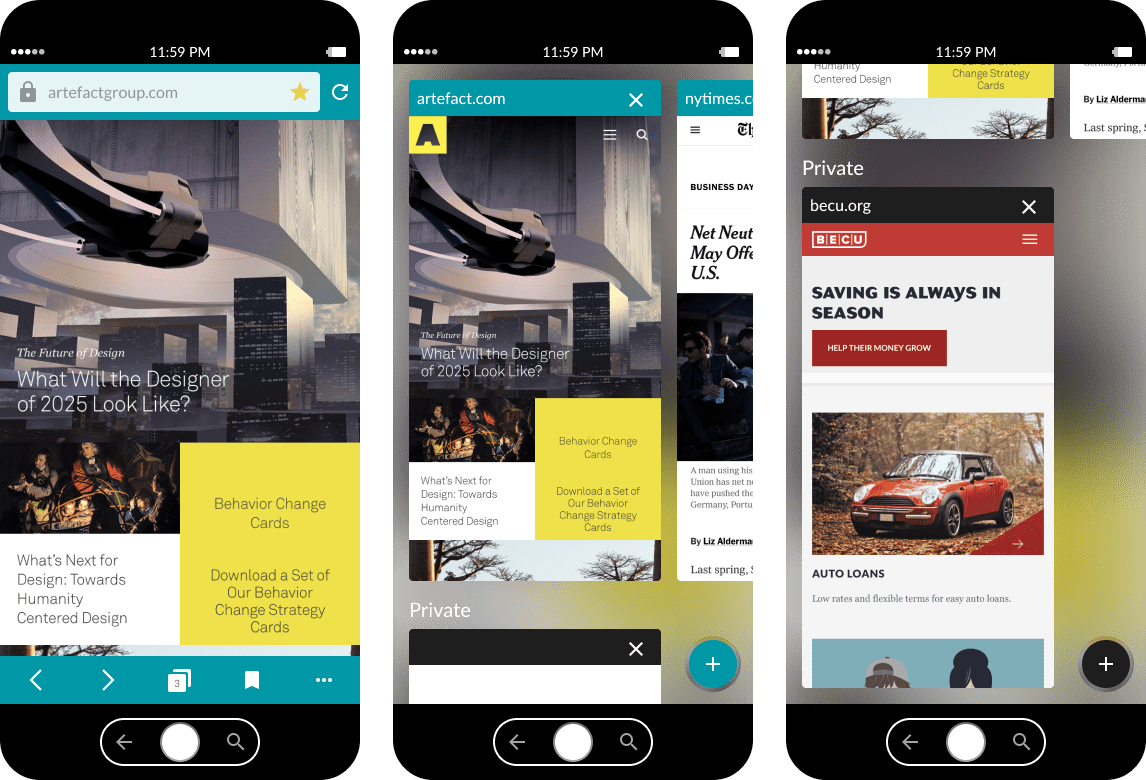 11:59 PM
artefactgroup.com
The Future of Design
What Will the Designer
of 2025 Look Like?
What's Next for
Design: Towards
Humanity
Centered Design
Behavior Change
Cards
Download a Set of
Our Behavior
Change Strategy
Cards
3
11:59 PM
artefact.com
A
The Future of Design
What Will the Designer
of 2025 Look Like?
What's Next for
Design: Towards
Humanity
Centered Design
Behavior Change
Cards
Download a Set of
Our Behavior
Change Strategy
Cards
nytimes.c
Th
BUSINESS DAY
Net Neut
May Offe
U.S.
A man using his
Union has net n
have pushed the
Germany, Portu
By Liz Alderma
Last spring,
Private
11:59 PM
Humanity
Centered Design
Change Strategy
Cards
By Liz Alderma
Last spring, S
Private
becu.org
BECU
SAVING IS ALWAYS IN
SEASON
HELP THEIR MONEY GROW
AUTO LOANS
Low rates and flexible terms for easy auto loans.